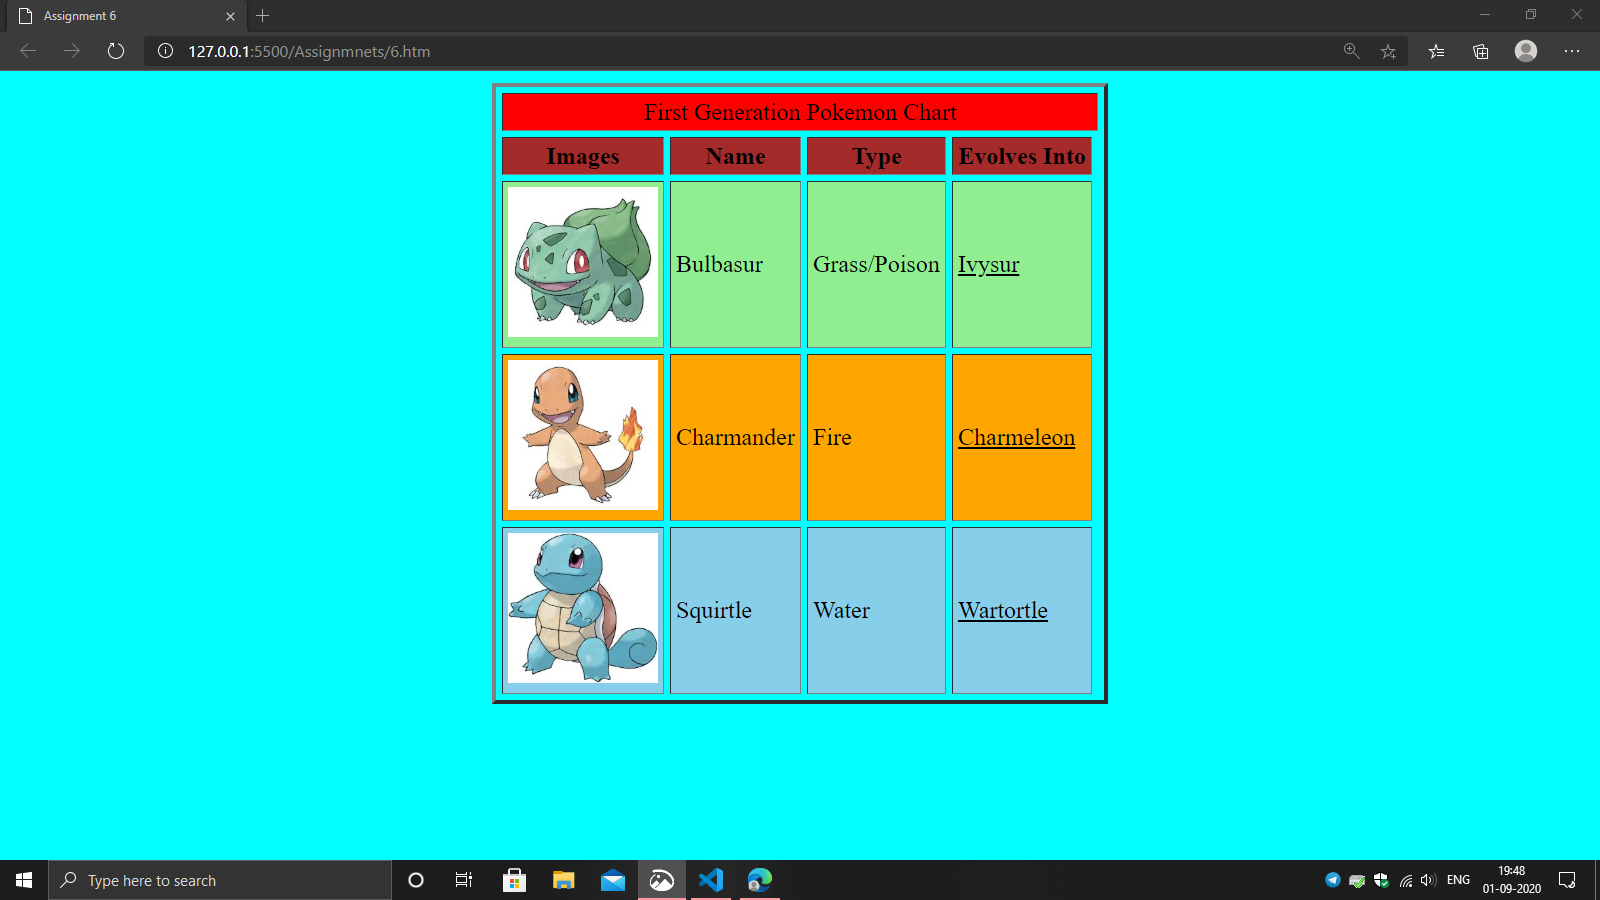 Assignment 6
127.0.0.1:5500/Assignmnets/6.htm
First Generation Pokemon Chart
Images Name Type Evolves Into
Bulbasur Grass/Poison Ivysur
Charmander Fire Charmeleon
Squirtle Water Wartortle
Type here to search
ENG
19:48
01-09-2020